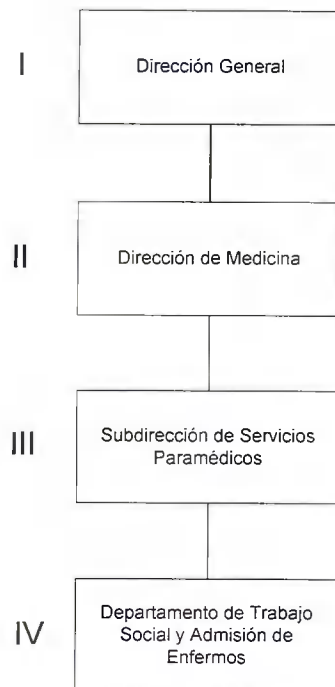 I
Dirección General
II
Dirección de Medicina
III
Subdirección de Servicios
Paramédicos
IV
Departamento de Trabajo
Social y Admisión de
Enfermos